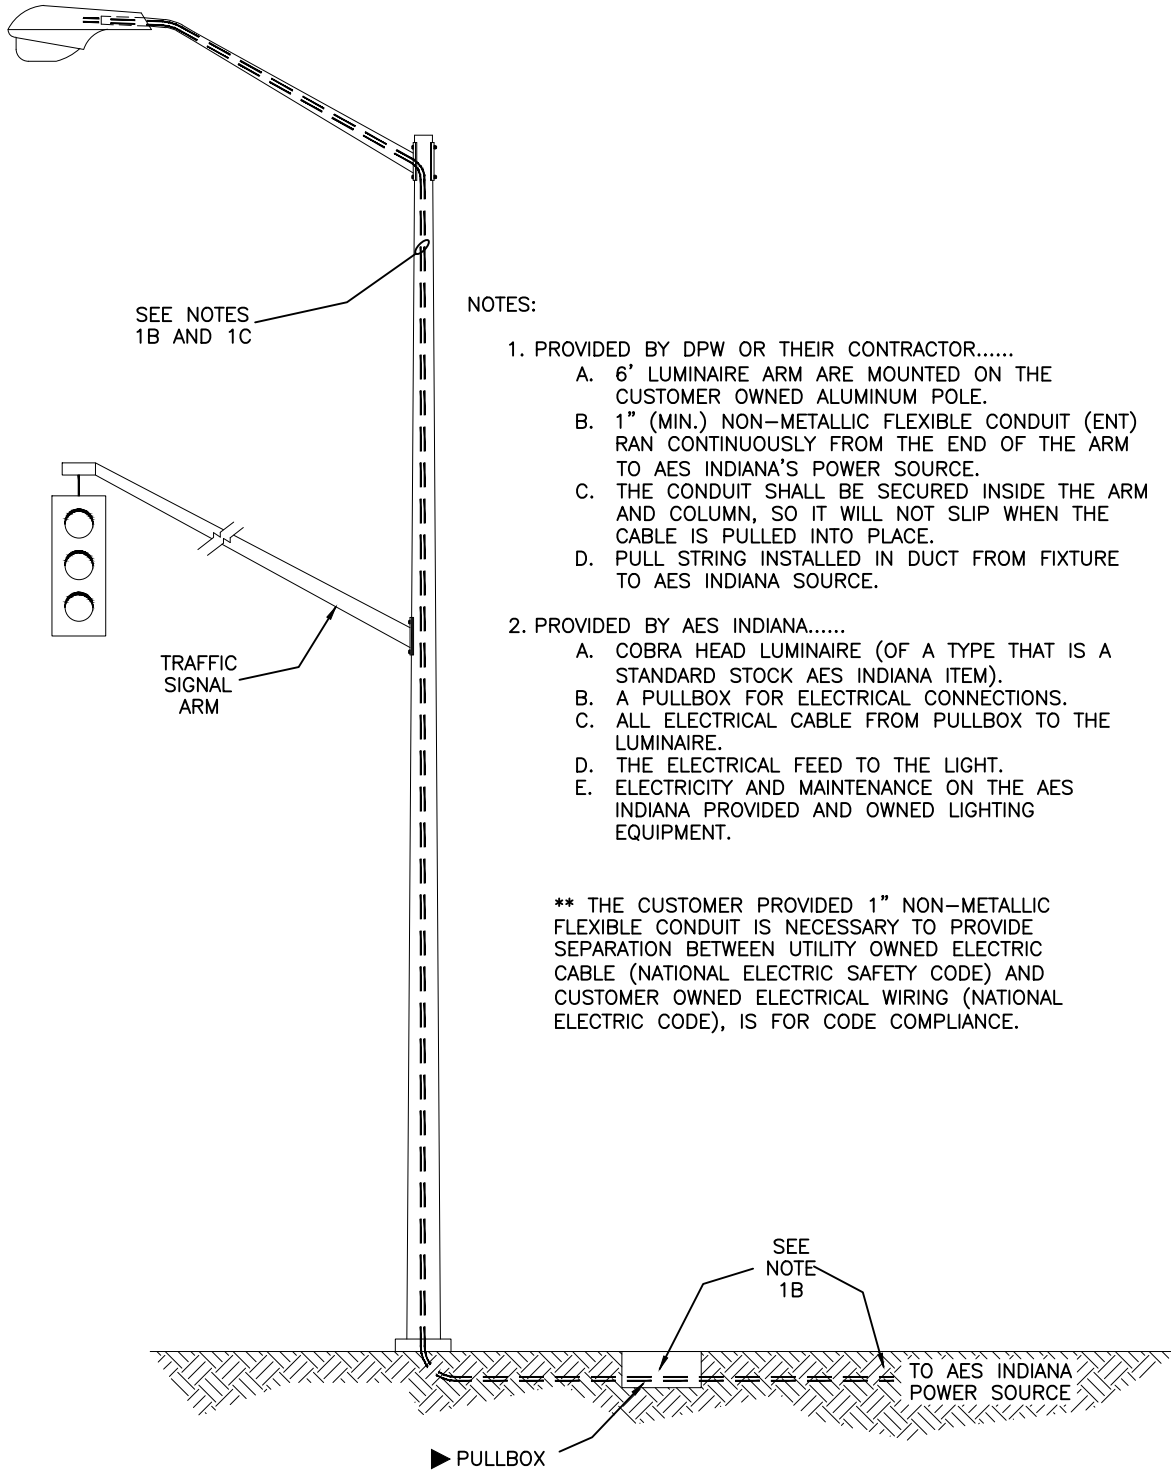 SEE NOTES
1B AND 1C
NOTES:
1. PROVIDED BY DPW OR THEIR CONTRACTOR......
A. 6' LUMINAIRE ARM ARE MOUNTED ON THE
CUSTOMER OWNED ALUMINUM POLE.
B. 1" (MIN.) NON-METALLIC FLEXIBLE CONDUIT (ENT)
RAN CONTINUOUSLY FROM THE END OF THE ARM
TO AES INDIANA'S POWER SOURCE.
C. THE CONDUIT SHALL BE SECURED INSIDE THE ARM
AND COLUMN, SO IT WILL NOT SLIP WHEN THE
CABLE IS PULLED INTO PLACE.
D. PULL STRING INSTALLED IN DUCT FROM FIXTURE
TO AES INDIANA SOURCE.
2. PROVIDED BY AES INDIANA......
A. COBRA HEAD LUMINAIRE (OF A TYPE THAT IS A
STANDARD STOCK AES INDIANA ITEM).
B. A PULLBOX FOR ELECTRICAL CONNECTIONS.
C. ALL ELECTRICAL CABLE FROM PULLBOX TO THE
LUMINAIRE.
D. THE ELECTRICAL FEED TO THE LIGHT.
E. ELECTRICITY AND MAINTENANCE ON THE AES
INDIANA PROVIDED AND OWNED LIGHTING
EQUIPMENT.
** THE CUSTOMER PROVIDED 1" NON-METALLIC
FLEXIBLE CONDUIT IS NECESSARY TO PROVIDE
SEPARATION BETWEEN UTILITY OWNED ELECTRIC
CABLE (NATIONAL ELECTRIC SAFETY CODE) AND
CUSTOMER OWNED ELECTRICAL WIRING (NATIONAL
ELECTRIC CODE), IS FOR CODE COMPLIANCE.
TRAFFIC
SIGNAL
ARM
SEE
NOTE
1B
TO AES INDIANA
POWER SOURCE
PULLBOX